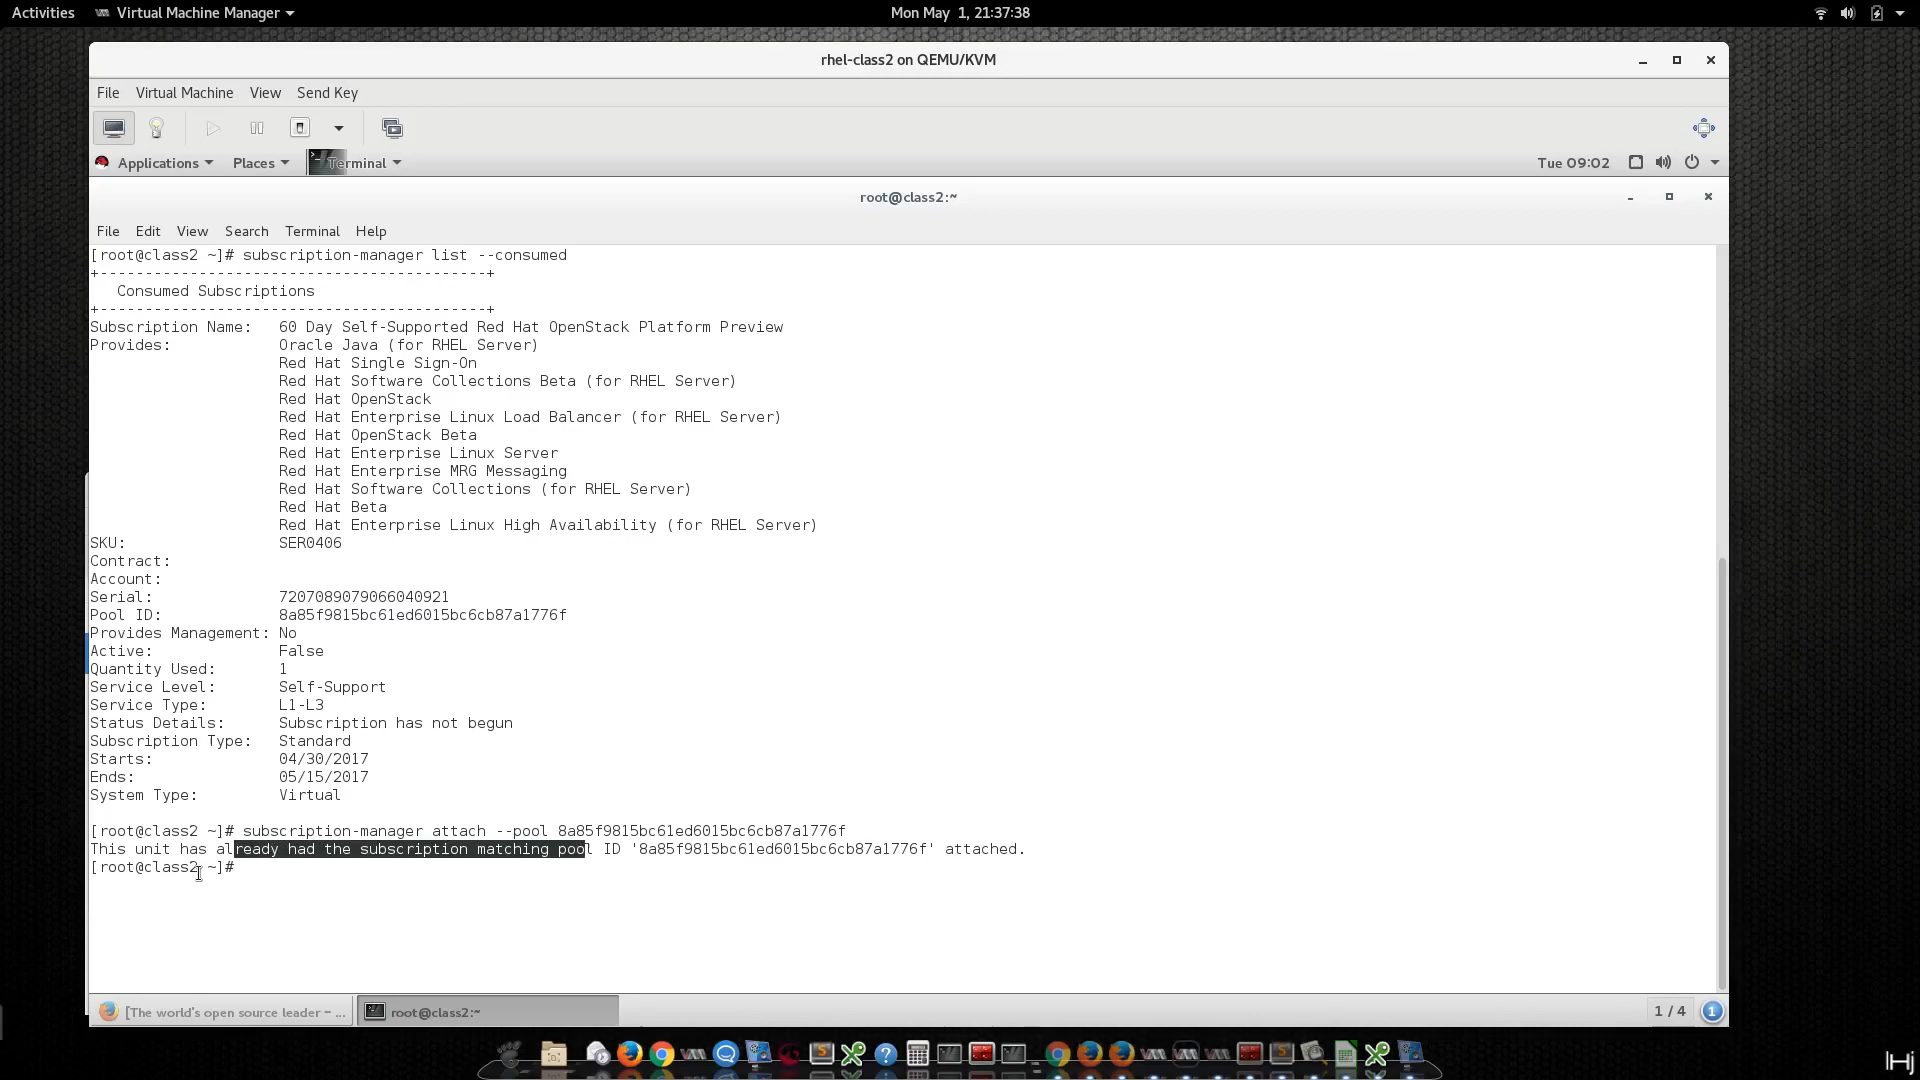 Activities Virtual Machine Manager Mon May 1, 21:37:38
rhel-class2 on QEMU/KVM
File Virtual Machine View Send Key
Applications Places Terminal Tue 09:02
root@class2:~
File Edit View Search Terminal Help
[root@class2 ~]# subscription-manager list --consumed
+-------------------------------------------+
Consumed Subscriptions
+-------------------------------------------+
Subscription Name: 60 Day Self-Supported Red Hat OpenStack Platform Preview
Provides: Oracle Java (for RHEL Server)
Red Hat Single Sign-On
Red Hat Software Collections Beta (for RHEL Server)
Red Hat OpenStack
Red Hat Enterprise Linux Load Balancer (for RHEL Server)
Red Hat OpenStack Beta
Red Hat Enterprise Linux Server
Red Hat Enterprise MRG Messaging
Red Hat Software Collections (for RHEL Server)
Red Hat Beta
Red Hat Enterprise Linux High Availability (for RHEL Server)
SKU: SER0406
Contract:
Account:
Serial: 7207089079066040921
Pool ID: 8a85f9815bc61ed6015bc6cb87a1776f
Provides Management: No
Active: False
Quantity Used: 1
Service Level: Self-Support
Service Type: L1-L3
Status Details: Subscription has not begun
Subscription Type: Standard
Starts: 04/30/2017
Ends: 05/15/2017
System Type: Virtual
[root@class2 ~]# subscription-manager attach --pool 8a85f9815bc61ed6015bc6cb87a1776f
This unit has already had the subscription matching pool ID '8a85f9815bc61ed6015bc6cb87a1776f' attached.
[root@class2 ~]#
[The world's open source leader – ... root@class2:~ 1 / 4 1